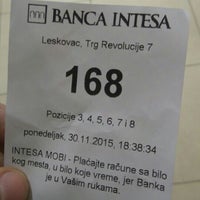 BANCA INTESA
Leskovac, Trg Revolucije 7
168
Pozicije 3, 4, 5, 6, 7 i 8
ponedeljak, 30.11.2015, 18:38:34
INTESA MOBI - Plaćajte račune sa bilo
kog mesta, u bilo koje vreme, jer Banka
je u Vašim rukama.